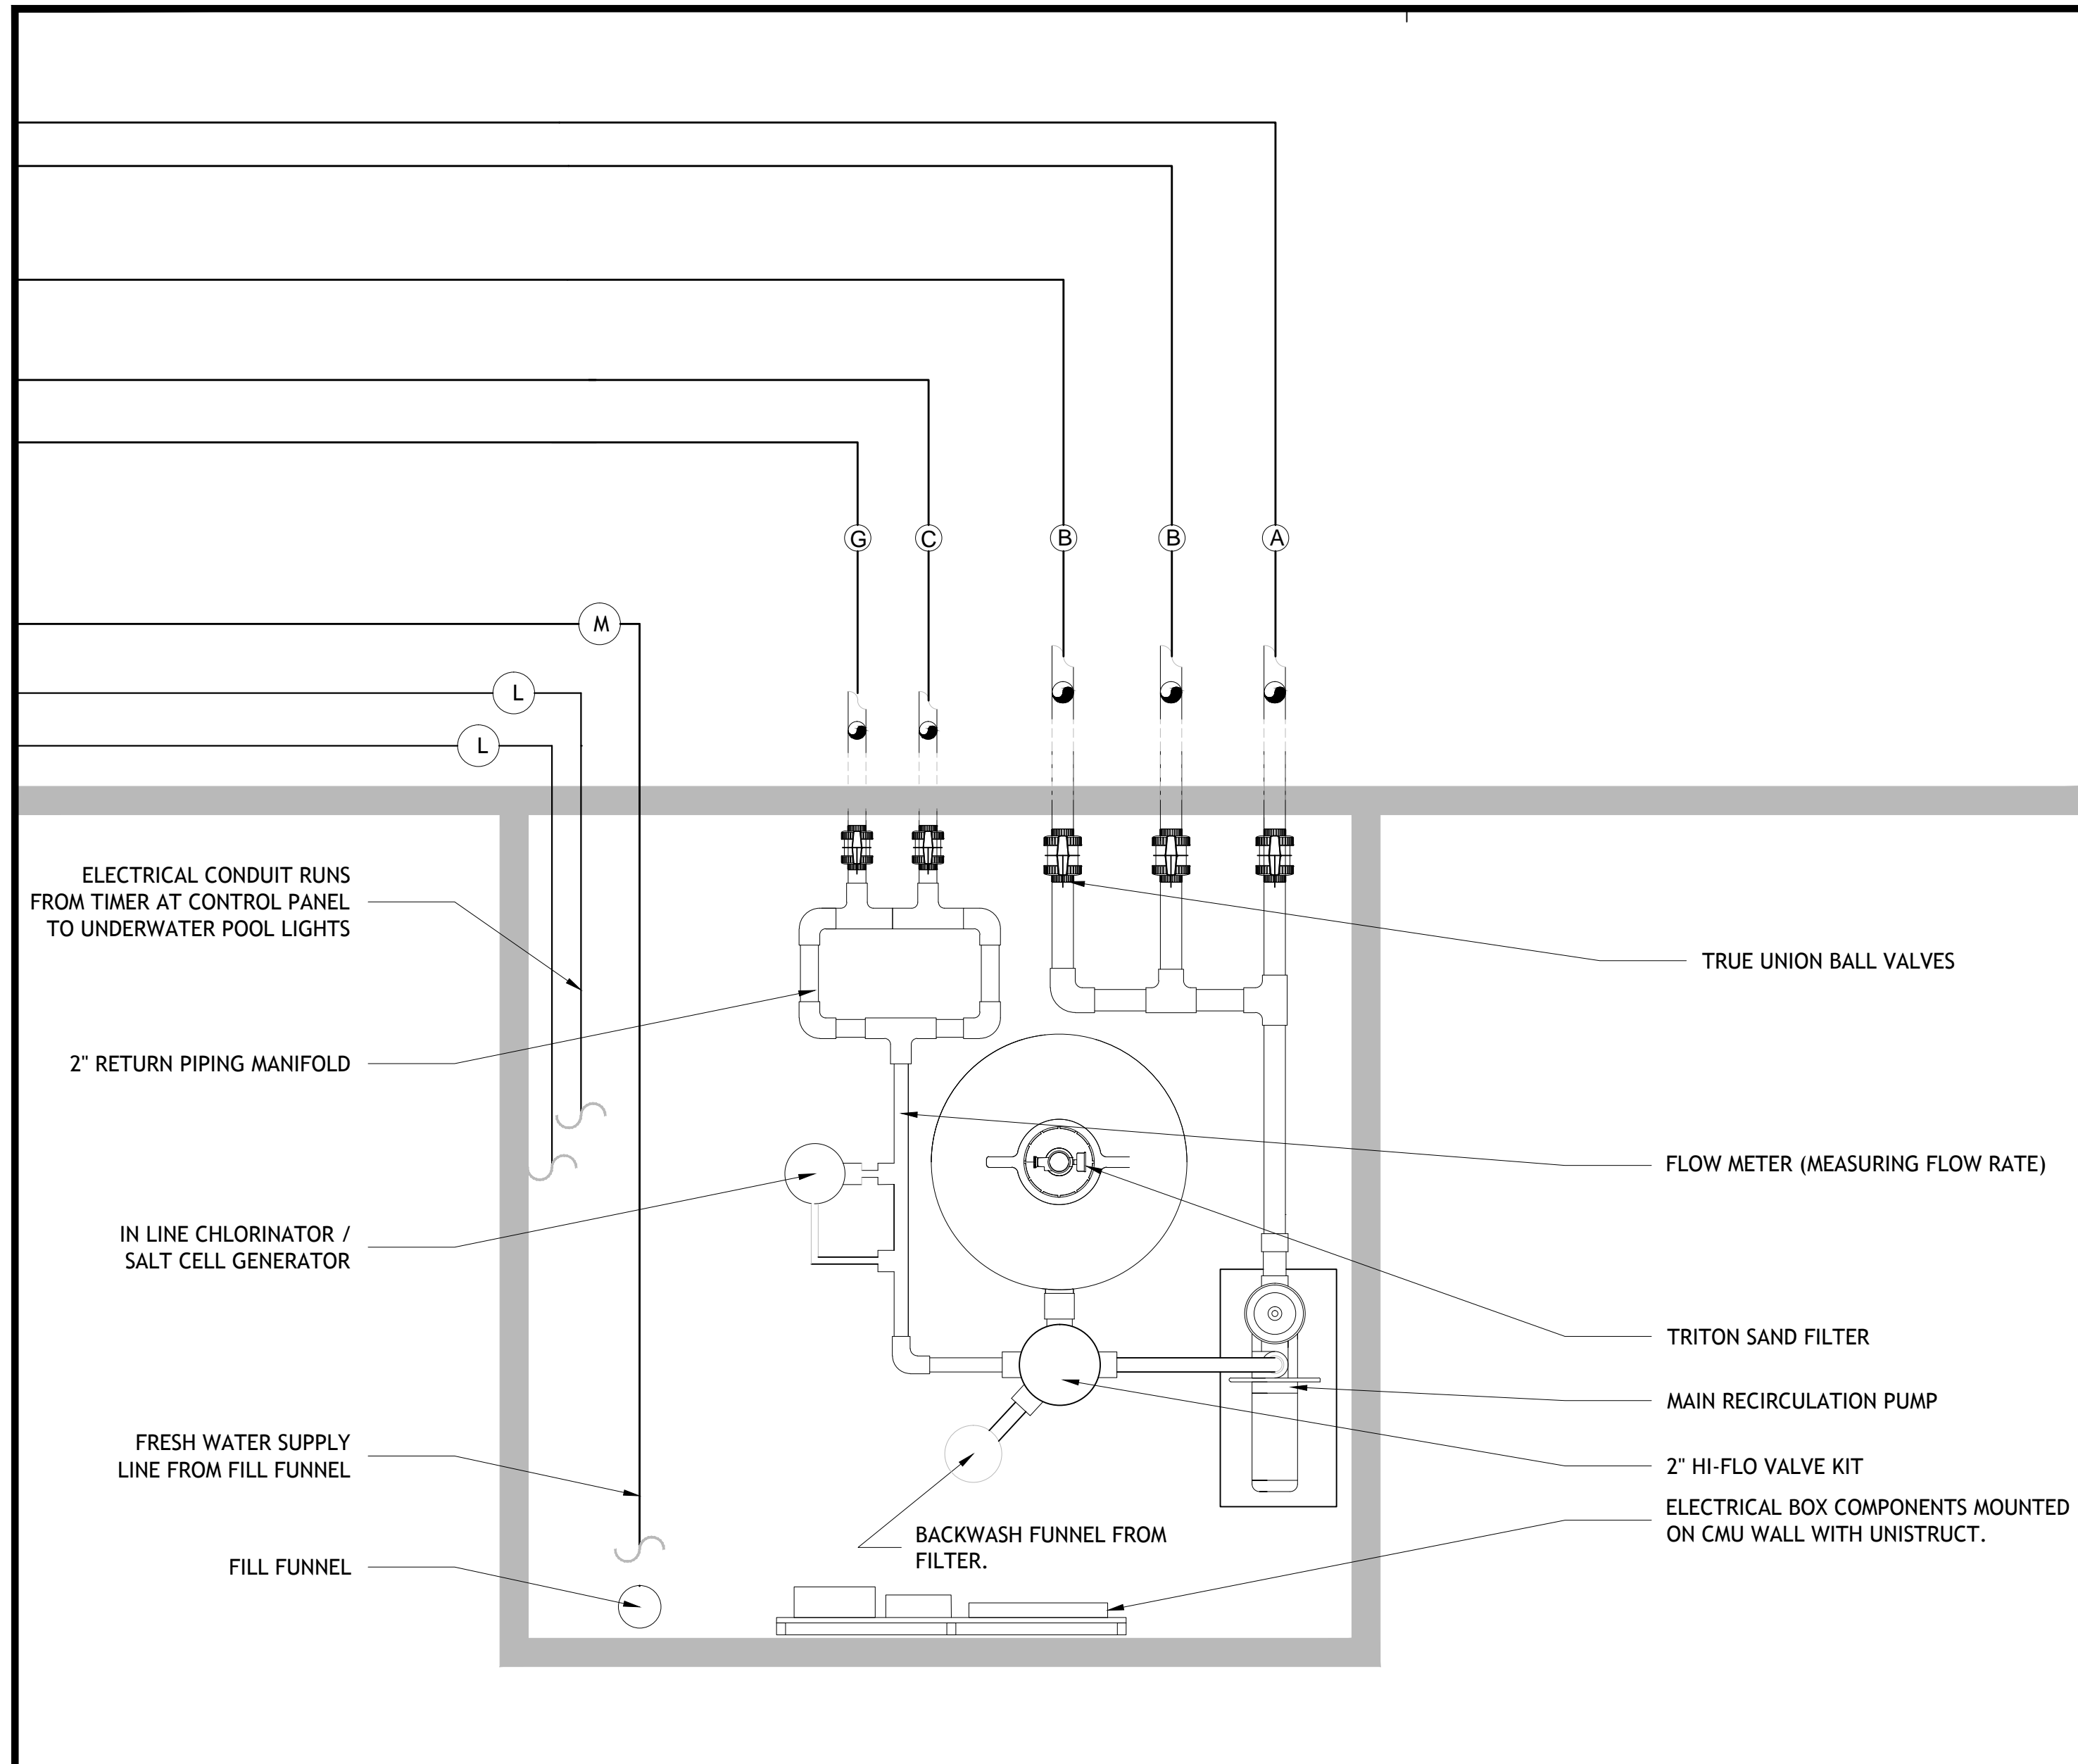 G
C
B
B
A
M
L
L
ELECTRICAL CONDUIT RUNS
FROM TIMER AT CONTROL PANEL
TO UNDERWATER POOL LIGHTS
TRUE UNION BALL VALVES
2" RETURN PIPING MANIFOLD
FLOW METER (MEASURING FLOW RATE)
IN LINE CHLORINATOR /
SALT CELL GENERATOR
TRITON SAND FILTER
MAIN RECIRCULATION PUMP
FRESH WATER SUPPLY
LINE FROM FILL FUNNEL
2" HI-FLO VALVE KIT
ELECTRICAL BOX COMPONENTS MOUNTED
ON CMU WALL WITH UNISTRUCT.
BACKWASH FUNNEL FROM
FILTER.
FILL FUNNEL